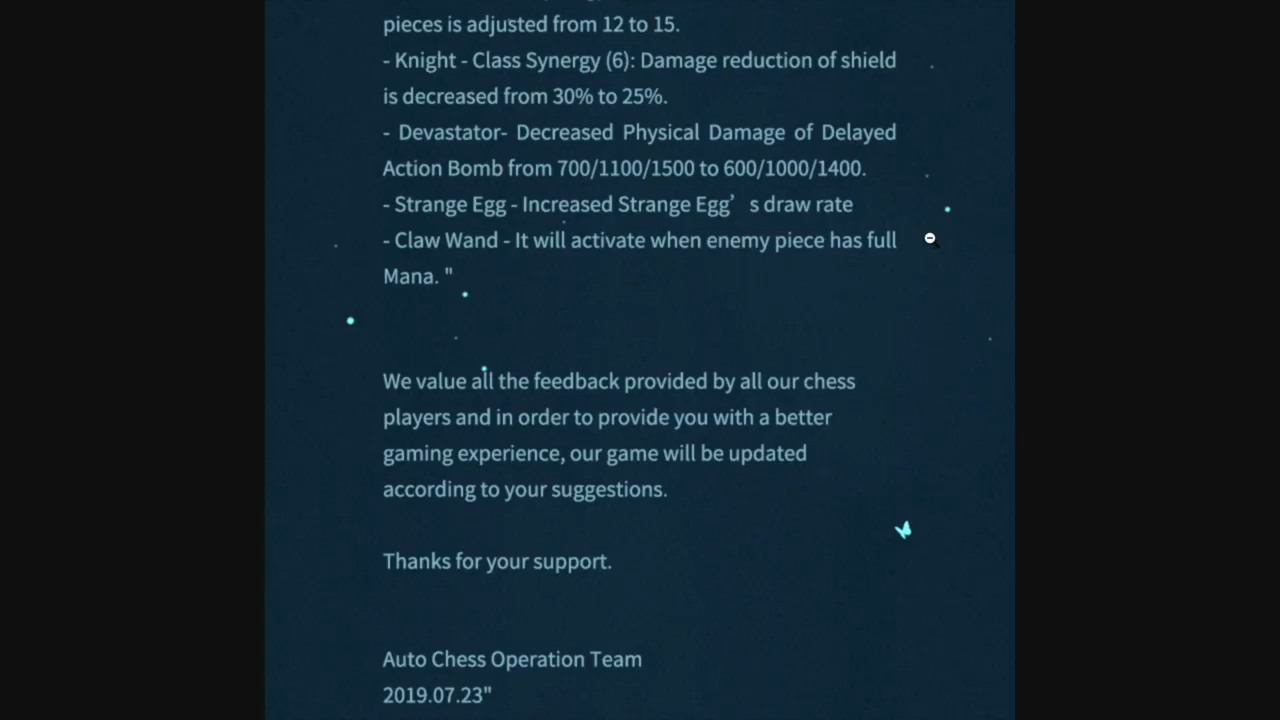 pieces is adjusted from 12 to 15.
- Knight - Class Synergy (6): Damage reduction of shield
is decreased from 30% to 25%.
- Devastator- Decreased Physical Damage of Delayed
Action Bomb from 700/1100/1500 to 600/1000/1400.
- Strange Egg - Increased Strange Egg’ s draw rate
- Claw Wand - It will activate when enemy piece has full
Mana. "
We value all the feedback provided by all our chess
players and in order to provide you with a better
gaming experience, our game will be updated
according to your suggestions.
Thanks for your support.
Auto Chess Operation Team
2019.07.23"